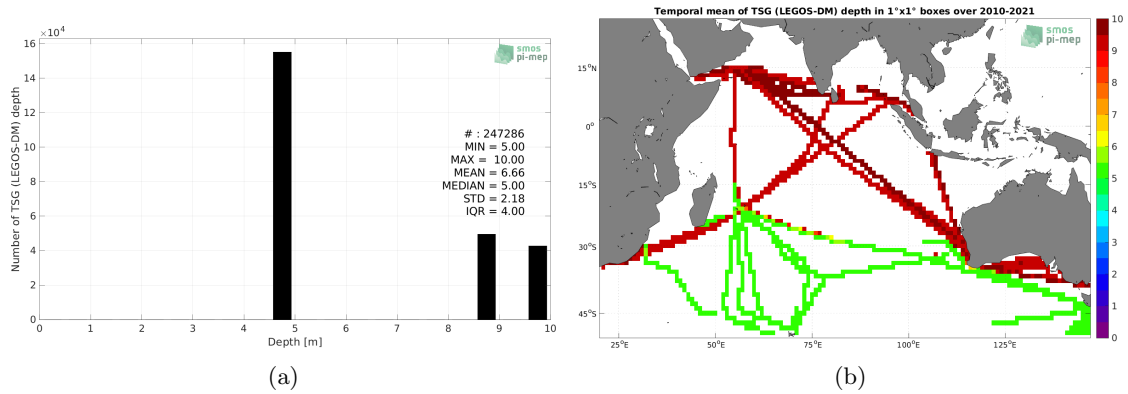 ×10⁴
16
14
12
10
8
6
4
2
0
Number of TSG (LEGOS-DM) depth
smos
pi-mep
# : 247286
MIN = 5.00
MAX = 10.00
MEAN = 6.66
MEDIAN = 5.00
STD = 2.18
IQR = 4.00
0 1 2 3 4 5 6 7 8 9 10
Depth [m]
(a)
Temporal mean of TSG (LEGOS-DM) depth in 1°x1° boxes over 2010-2021
smos
pi-mep
15°N
0°
15°S
30°S
45°S
25°E 50°E 75°E 100°E 125°E
10
9
8
7
6
5
4
3
2
1
0
(b)